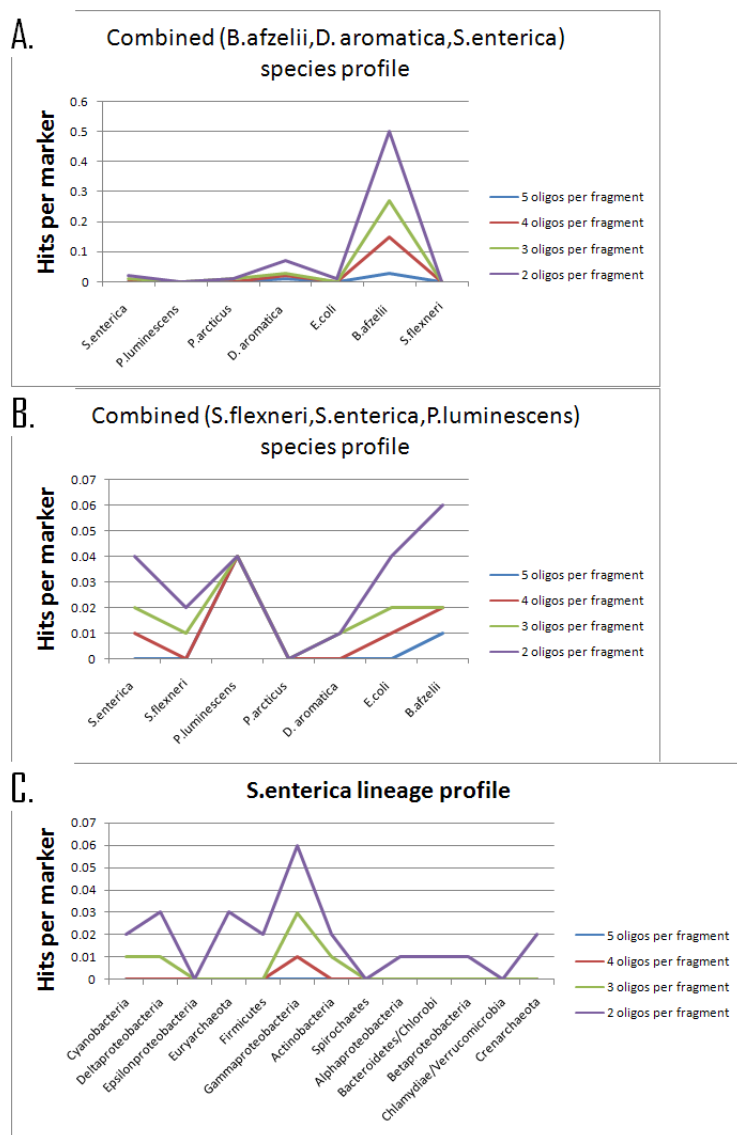 A.
Combined (B.afzelii,D. aromatica,S.enterica)
species profile
Hits per marker
0.6
0.5
0.4
0.3
0.2
0.1
0
S.enterica
P.luminescens
P.arcticus
D. aromatica
E.coli
B.afzelii
S.flexneri
5 oligos per fragment
4 oligos per fragment
3 oligos per fragment
2 oligos per fragment
B.
Combined (S.flexneri,S.enterica,P.luminescens)
species profile
Hits per marker
0.07
0.06
0.05
0.04
0.03
0.02
0.01
0
S.enterica
S.flexneri
P.luminescens
P.arcticus
D. aromatica
E.coli
B.afzelii
5 oligos per fragment
4 oligos per fragment
3 oligos per fragment
2 oligos per fragment
C.
S.enterica lineage profile
Hits per marker
0.07
0.06
0.05
0.04
0.03
0.02
0.01
0
Cyanobacteria
Deltaproteobacteria
Epsilonproteobacteria
Euryarchaeota
Firmicutes
Gammaproteobacteria
Actinobacteria
Spirochaetes
Alphaproteobacteria
Bacteroidetes/Chlorobi
Betaproteobacteria
Chlamydiae/Verrucomicrobia
Crenarchaeota
5 oligos per fragment
4 oligos per fragment
3 oligos per fragment
2 oligos per fragment